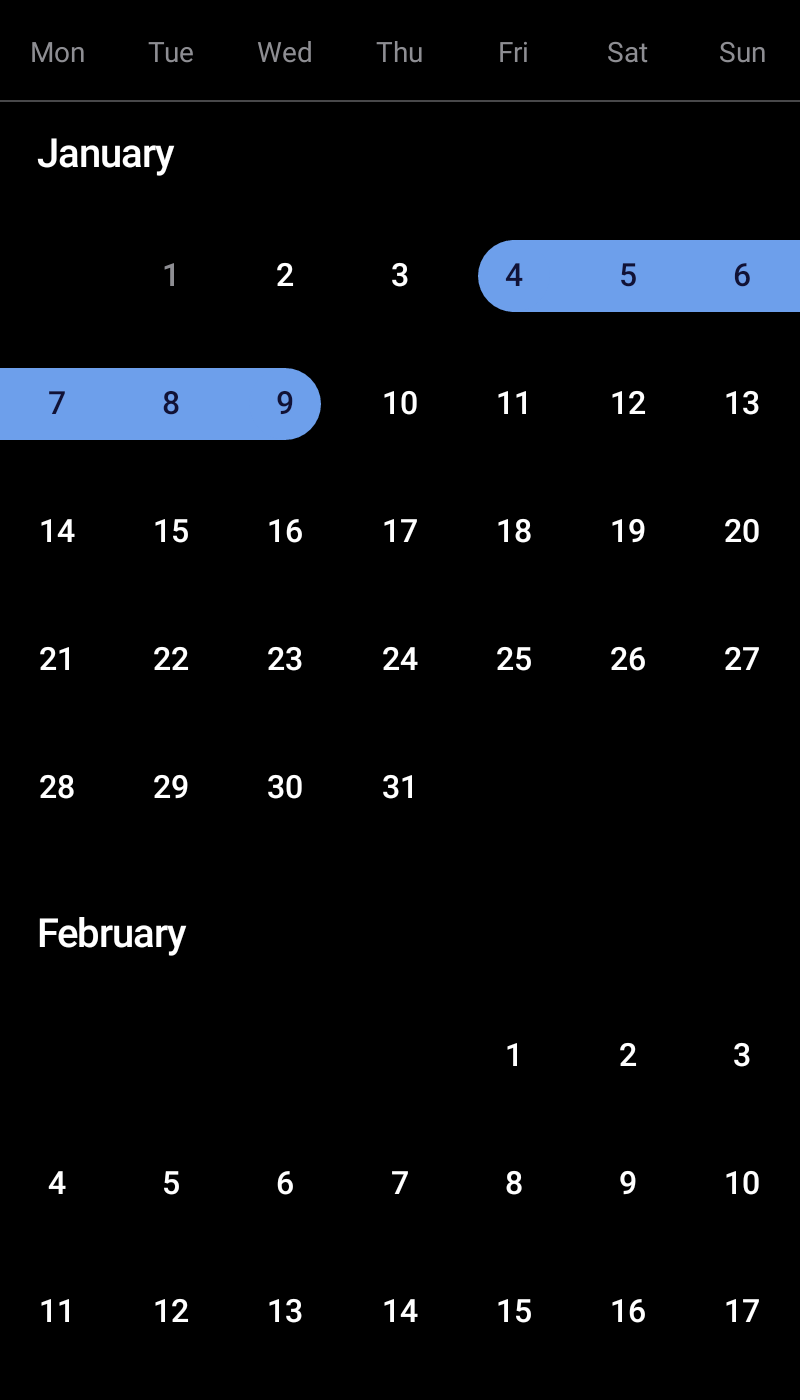 Mon Tue Wed Thu Fri Sat Sun
January
1 2 3 4 5 6
7 8 9 10 11 12 13
14 15 16 17 18 19 20
21 22 23 24 25 26 27
28 29 30 31
February
1 2 3
4 5 6 7 8 9 10
11 12 13 14 15 16 17